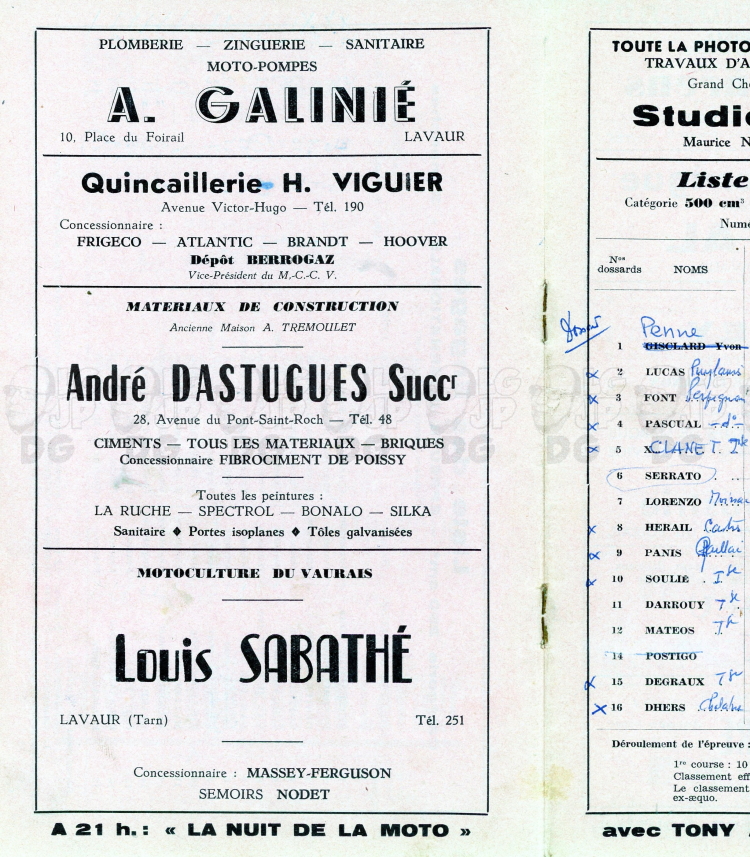 PLOMBERIE — ZINGUERIE — SANITAIRE
MOTO-POMPES
A. GALINIÉ
10, Place du Foirail LAVAUR
Quincaillerie H. VIGUIER
Avenue Victor-Hugo — Tél. 190
Concessionnaire :
FRIGECO — ATLANTIC — BRANDT — HOOVER
Dépôt BERROGAZ
Vice-Président du M.-C.-C. V.
MATERIAUX DE CONSTRUCTION
Ancienne Maison A. TREMOULET
André DASTUGUES Succr
28, Avenue du Pont-Saint-Roch — Tél. 48
CIMENTS — TOUS LES MATERIAUX — BRIQUES
Concessionnaire FIBROCIMENT DE POISSY
Toutes les peintures :
LA RUCHE — SPECTROL — BONALO — SILKA
Sanitaire ♦ Portes isoplanes ♦ Tôles galvanisées
MOTOCULTURE DU VAURAIS
Louis SABATHÉ
LAVAUR (Tarn) Tél. 251
Concessionnaire : MASSEY-FERGUSON
SEMOIRS NODET
A 21 h. : « LA NUIT DE LA MOTO »
TOUTE LA PHOTO
TRAVAUX D'A
Grand Ch
Studi
Maurice N
Liste
Catégorie 500 cm³
Num
Nos dossards NOMS
Penne
1 GISCLARD Yvon
2 LUCAS
3 FONT
4 PASCUAL
5 X. CLANET
6 SERRATO
7 LORENZO
8 HERAIL
9 PANIS
10 SOULIÉ
11 DARROUY
12 MATEOS
14 POSTIGO
15 DEGRAUX
16 DHERS
Déroulement de l'épreuve :
1re course : 10
Classement eff
Le classement
ex-æquo.
avec TONY